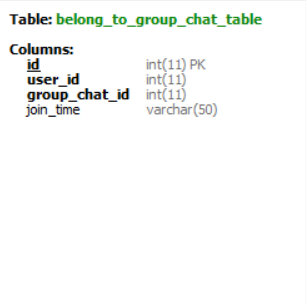 Table: belong_to_group_chat_table
Columns:
id int(11) PK
user_id int(11)
group_chat_id int(11)
join_time varchar(50)